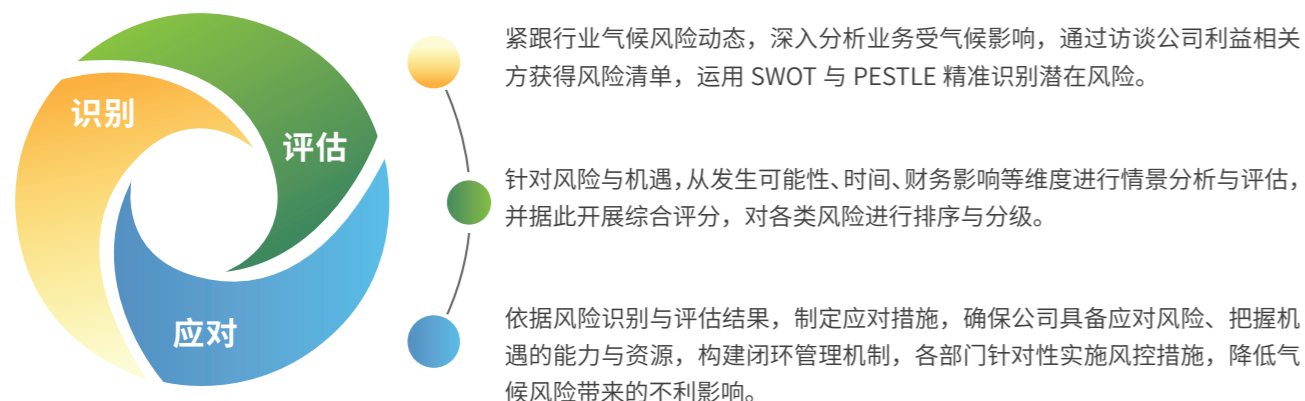 识别
评估
应对
紧跟行业气候风险动态，深入分析业务受气候影响，通过访谈公司利益相关
方获得风险清单，运用 SWOT 与 PESTLE 精准识别潜在风险。
针对风险与机遇，从发生可能性、时间、财务影响等维度进行情景分析与评估，
并据此开展综合评分，对各类风险进行排序与分级。
依据风险识别与评估结果，制定应对措施，确保公司具备应对风险、把握机
遇的能力与资源，构建闭环管理机制，各部门针对性实施风控措施，降低气
候风险带来的不利影响。